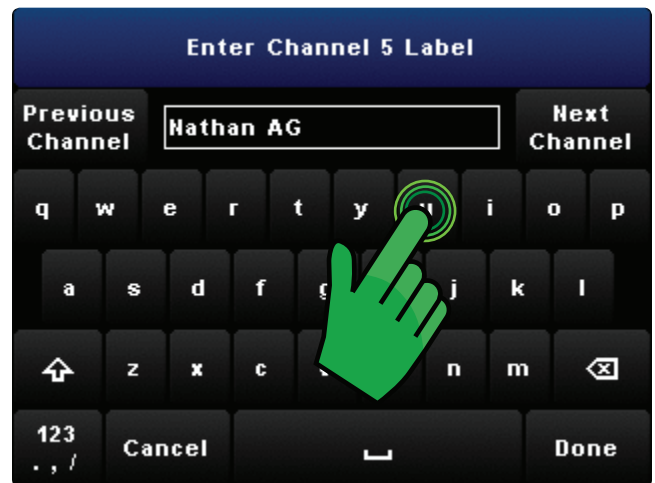 Enter Channel 5 Label
Previous Channel
Nathan AG
Next Channel
q w e r t y u i o p
a s d f g j k l
z x c n m
123 Cancel Done
. , /